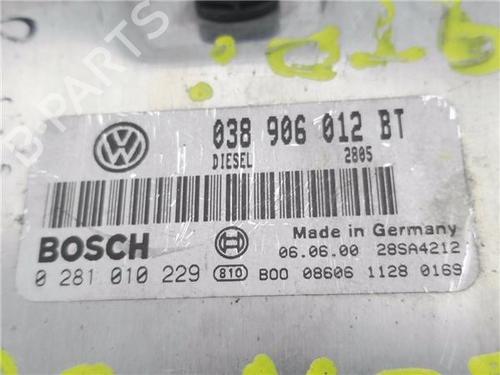 038 906 012 BT
DIESEL 2805
Made in Germany
BOSCH 06.06.00 28SA4212
0 281 010 229 810 B00 08606 1128 0169